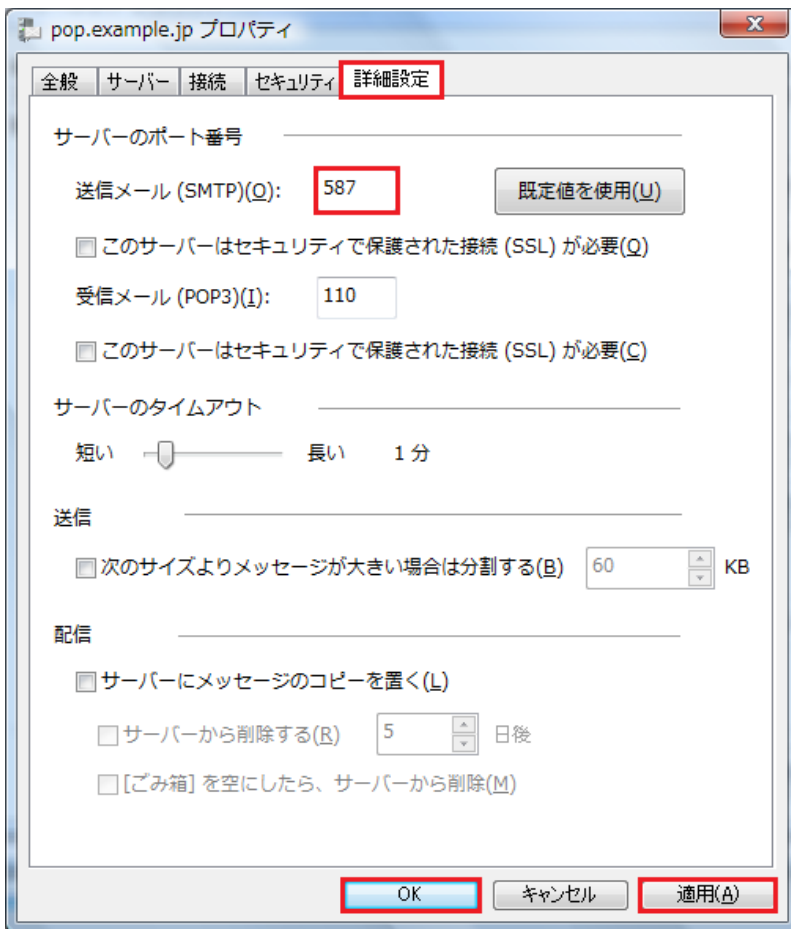 pop.example.jp プロパティ
全般 サーバー 接続 セキュリティ 詳細設定
サーバーのポート番号
送信メール (SMTP)(O): 587 既定値を使用(U)
このサーバーはセキュリティで保護された接続 (SSL) が必要(Q)
受信メール (POP3)(I): 110
このサーバーはセキュリティで保護された接続 (SSL) が必要(C)
サーバーのタイムアウト
短い 長い 1 分
送信
次のサイズよりメッセージが大きい場合は分割する(B) 60 KB
配信
サーバーにメッセージのコピーを置く(L)
サーバーから削除する(R) 5 日後
[ごみ箱] を空にしたら、サーバーから削除(M)
OK キャンセル 適用(A)